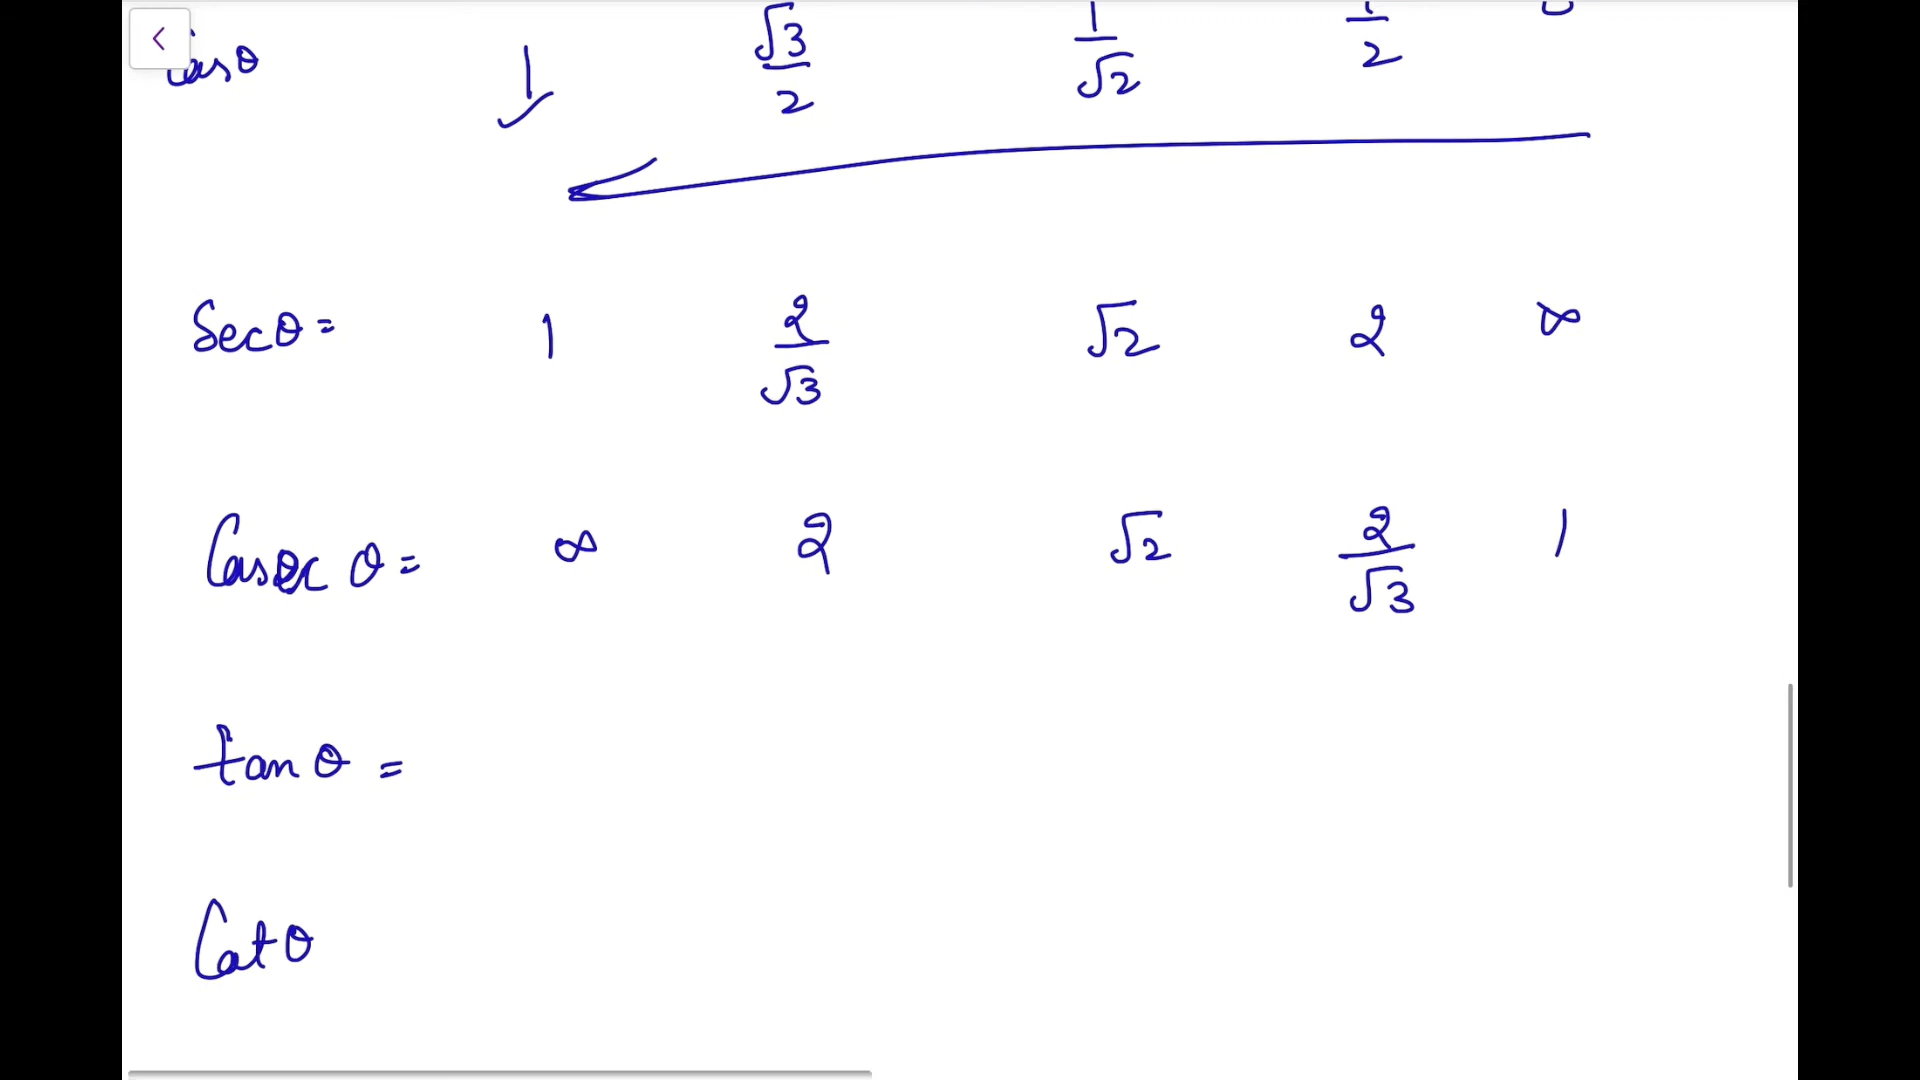 Cosθ 1 √3/2 1/√2 1/2 0
Secθ = 1 2/√3 √2 2 ∞
Cosec θ = ∞ 2 √2 2/√3 1
tan θ =
Cot θ